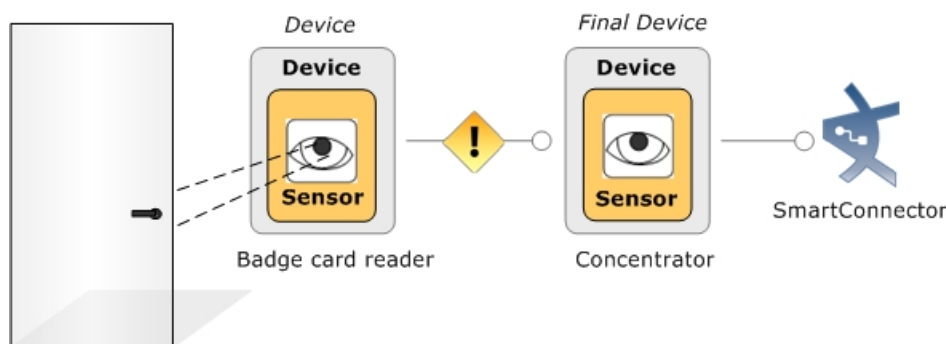 Device
Final Device
Device
Device
!
Sensor
Sensor
SmartConnector
Badge card reader
Concentrator